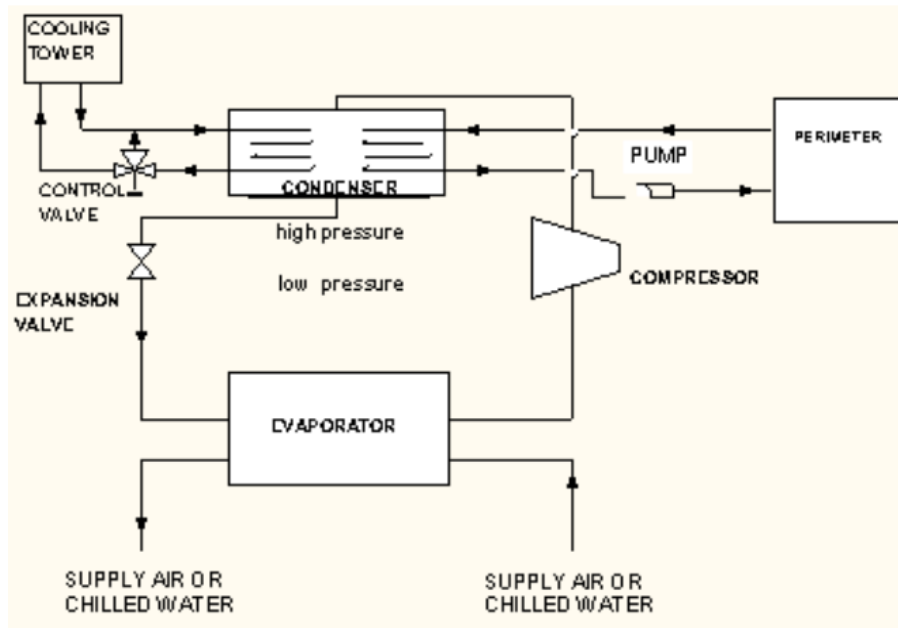 COOLING
TOWER
PERIMETER
PUMP
CONDENSER
CONTROL
VALVE
high pressure
low pressure
COMPRESSOR
EXPANSION
VALVE
EVAPORATOR
SUPPLY AIR OR
CHILLED WATER
SUPPLY AIR OR
CHILLED WATER